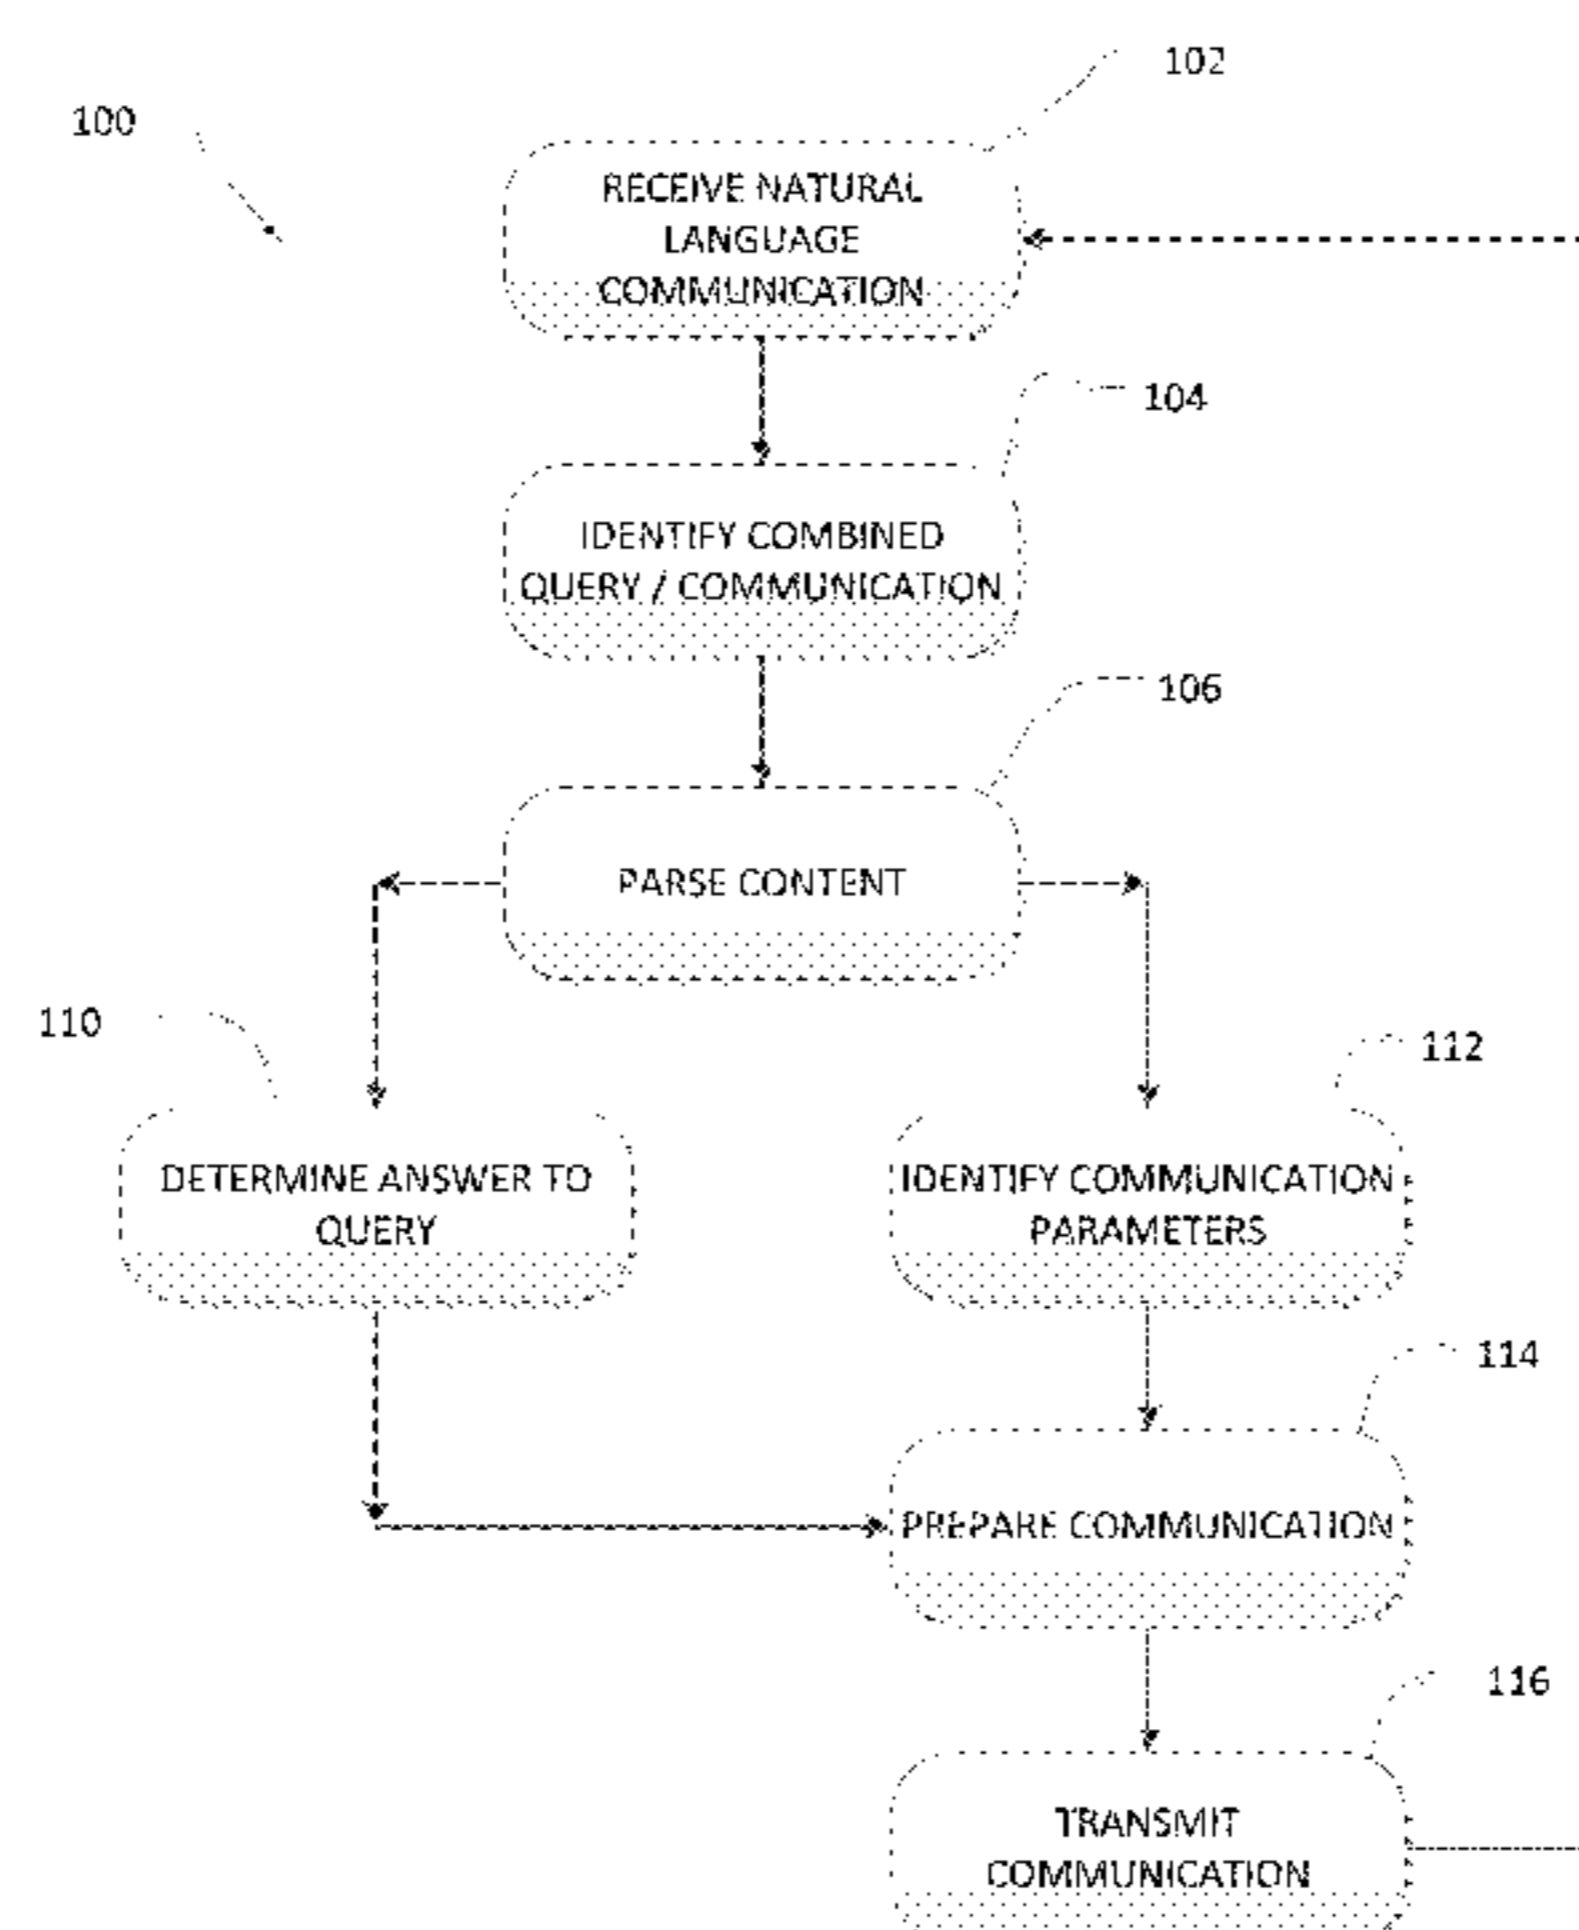 102
100
RECEIVE NATURAL
LANGUAGE
COMMUNICATION
104
IDENTIFY COMBINED
QUERY / COMMUNICATION
106
PARSE CONTENT
110
112
DETERMINE ANSWER TO
QUERY
IDENTIFY COMMUNICATION
PARAMETERS
114
PREPARE COMMUNICATION
116
TRANSMIT
COMMUNICATION